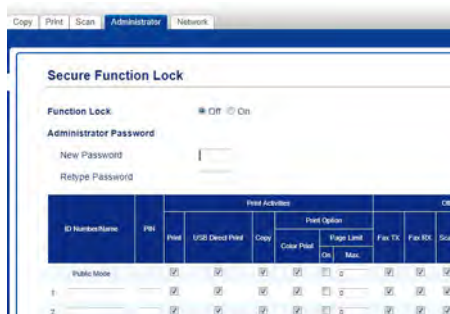 Copy Print Scan Administrator Network
Secure Function Lock
Function Lock Off On
Administrator Password
New Password
Retype Password
Print Activities
Print Option
ID Number/Name PIN Print USB Direct Print Copy Color Print Page Limit Fax TX Fax RX
On Max.
Public Mode 0
1 0
2